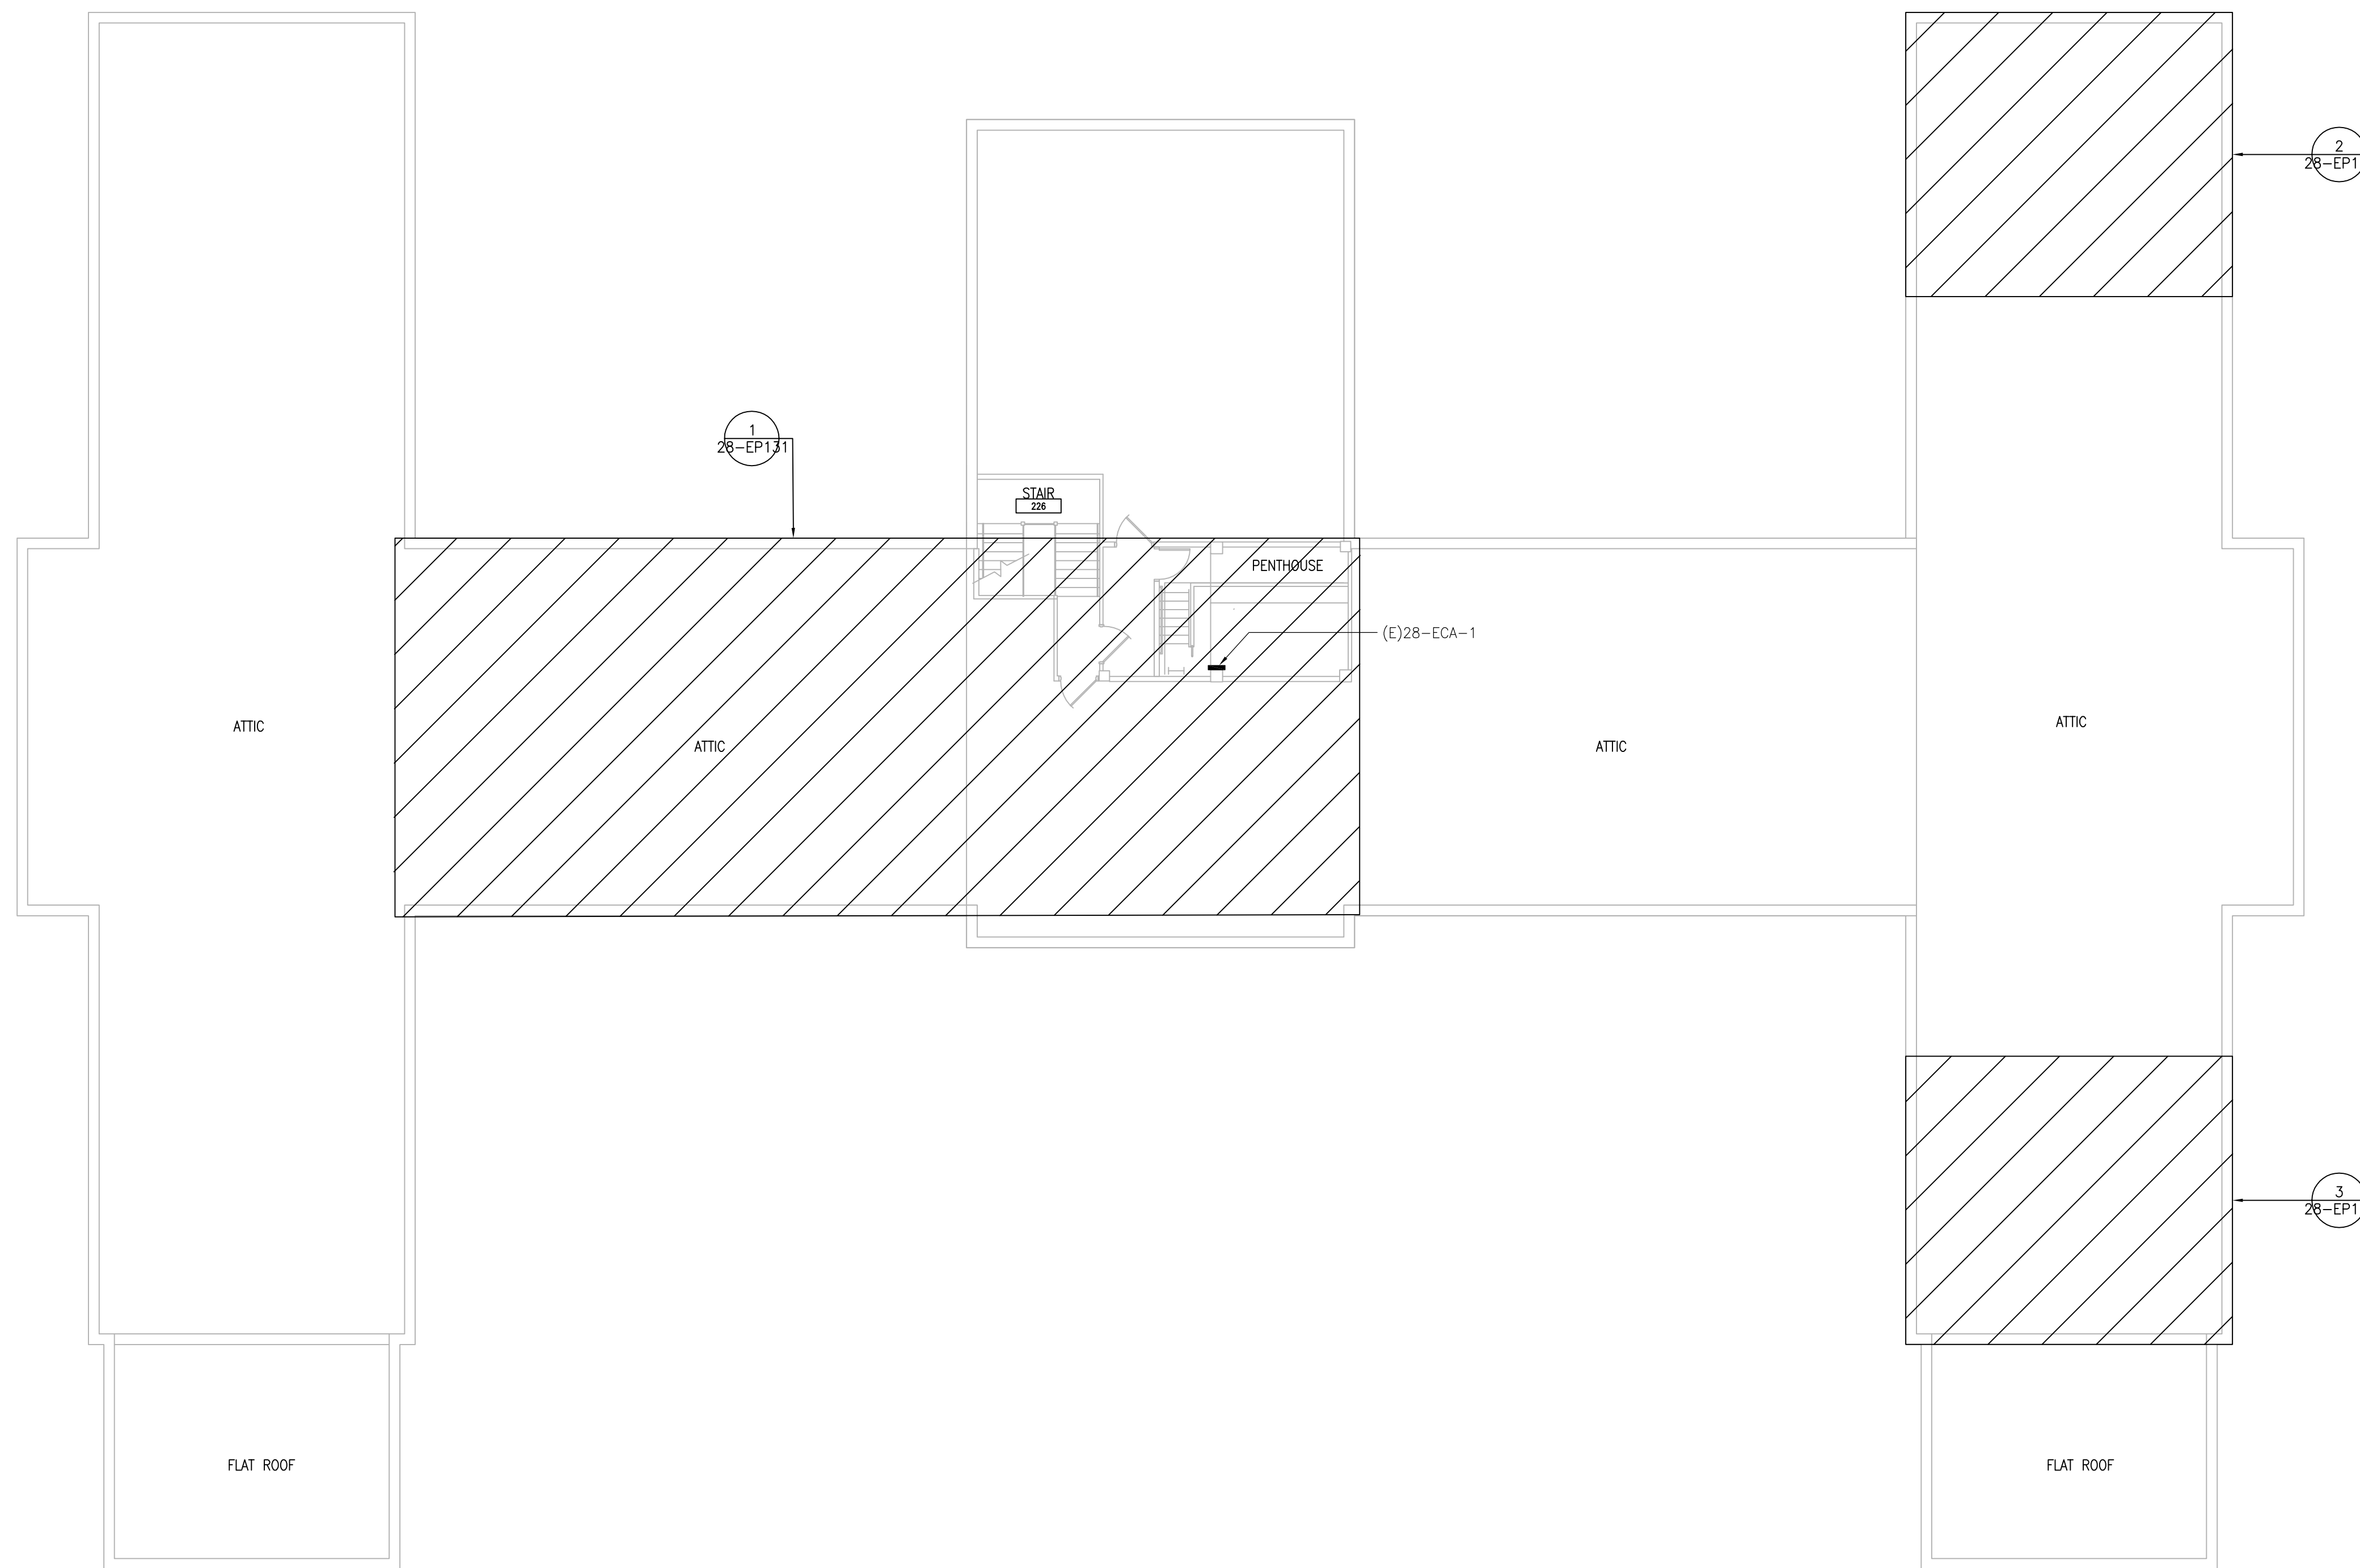 2
28-EP1
1
28-EP131
STAIR
226
PENTHOUSE
(E)28-ECA-1
ATTIC
ATTIC
ATTIC
ATTIC
3
28-EP1
FLAT ROOF
FLAT ROOF